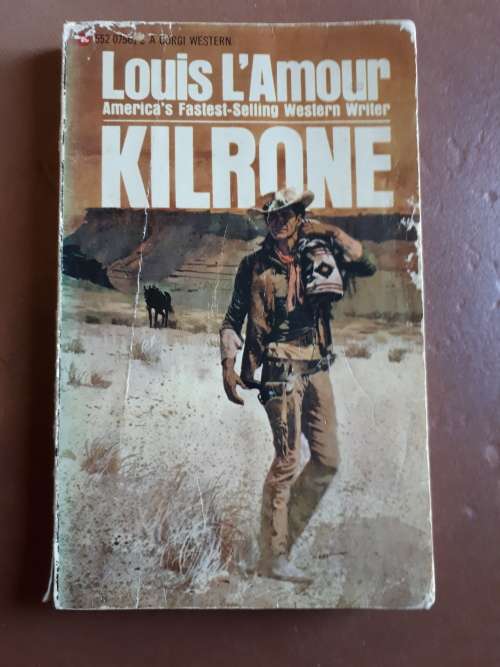 A CORGI WESTERN
Louis L'Amour
America's Fastest-Selling Western Writer
KILRONE